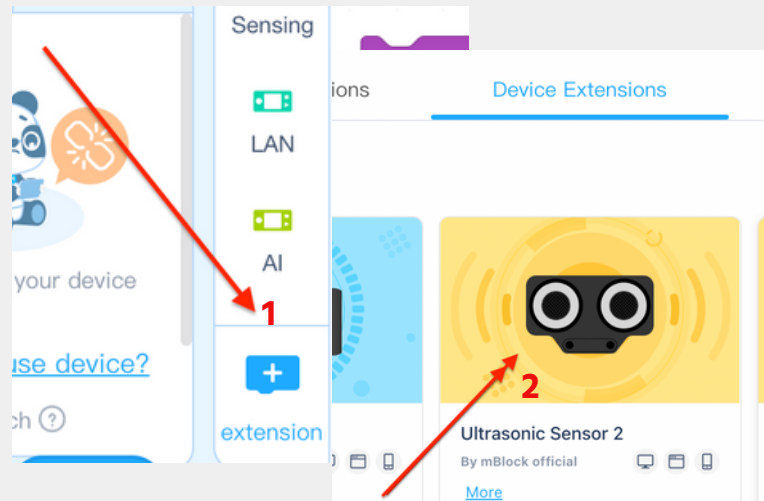 Sensing
LAN
AI
your device
use device?
ch ?
1
+
extension
ions
Device Extensions
2
Ultrasonic Sensor 2
By mBlock official
More